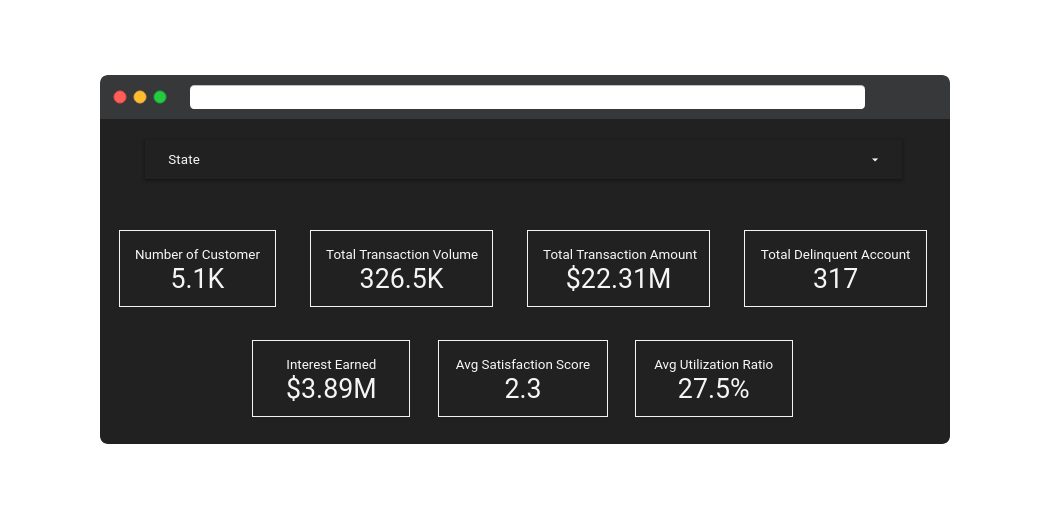 State
Number of Customer
5.1K
Total Transaction Volume
326.5K
Total Transaction Amount
$22.31M
Total Delinquent Account
317
Interest Earned
$3.89M
Avg Satisfaction Score
2.3
Avg Utilization Ratio
27.5%